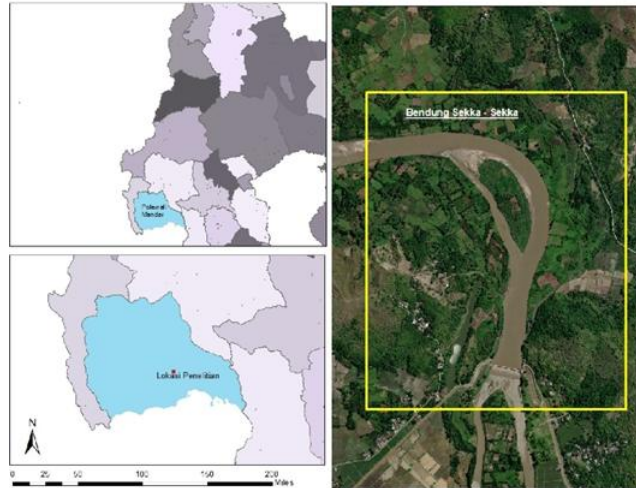 Polewali
Mandar
Lokasi Penelitian
N
0 25 50 100 150 200
Miles
Bendung Sekka - Sekka